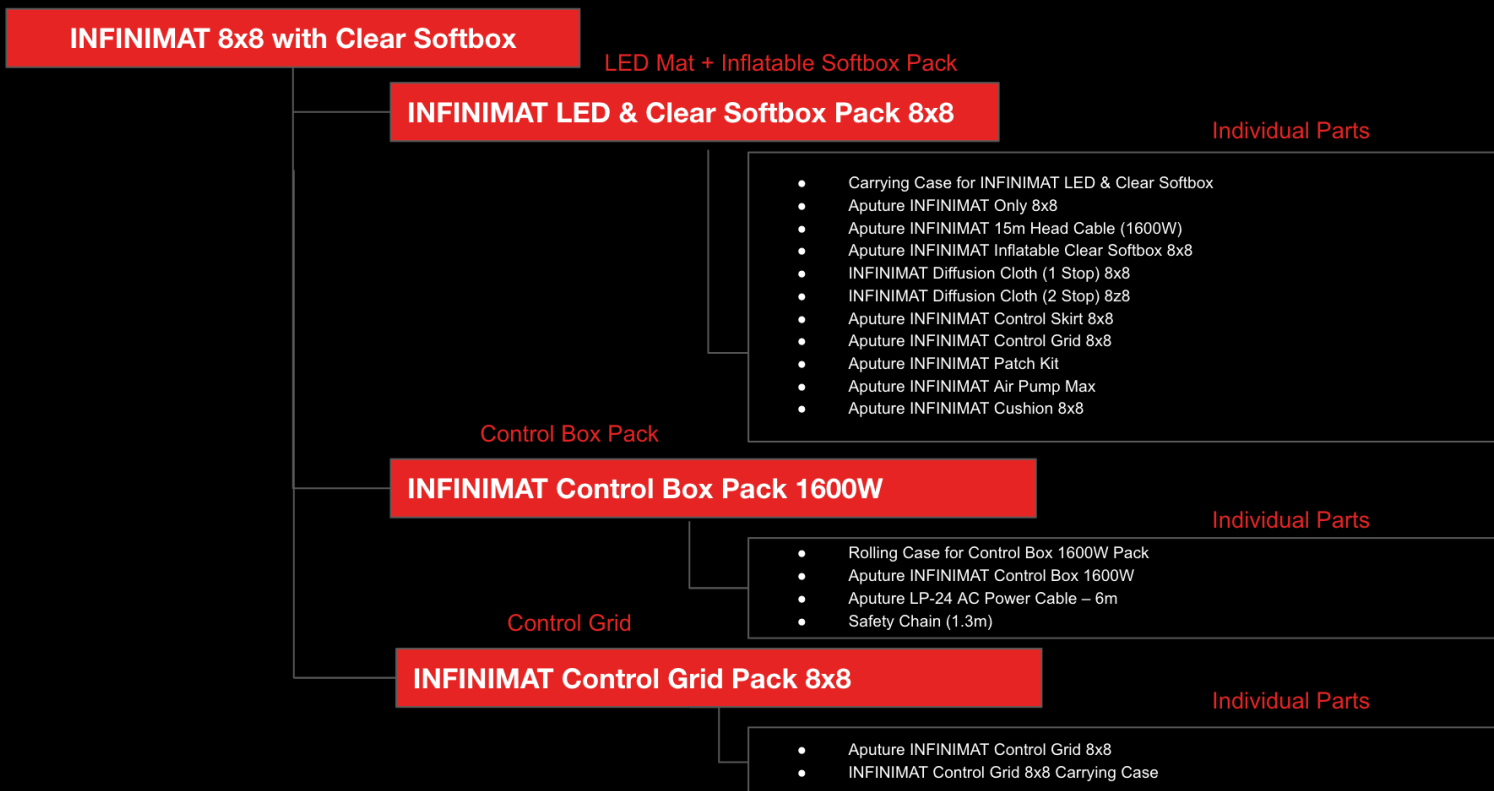 INFINIMAT 8x8 with Clear Softbox
LED Mat + Inflatable Softbox Pack
INFINIMAT LED & Clear Softbox Pack 8x8
Individual Parts
● Carrying Case for INFINIMAT LED & Clear Softbox
● Aputure INFINIMAT Only 8x8
● Aputure INFINIMAT 15m Head Cable (1600W)
● Aputure INFINIMAT Inflatable Clear Softbox 8x8
● INFINIMAT Diffusion Cloth (1 Stop) 8x8
● INFINIMAT Diffusion Cloth (2 Stop) 8z8
● Aputure INFINIMAT Control Skirt 8x8
● Aputure INFINIMAT Control Grid 8x8
● Aputure INFINIMAT Patch Kit
● Aputure INFINIMAT Air Pump Max
● Aputure INFINIMAT Cushion 8x8
Control Box Pack
INFINIMAT Control Box Pack 1600W
Individual Parts
● Rolling Case for Control Box 1600W Pack
● Aputure INFINIMAT Control Box 1600W
● Aputure LP-24 AC Power Cable – 6m
● Safety Chain (1.3m)
Control Grid
INFINIMAT Control Grid Pack 8x8
Individual Parts
● Aputure INFINIMAT Control Grid 8x8
● INFINIMAT Control Grid 8x8 Carrying Case